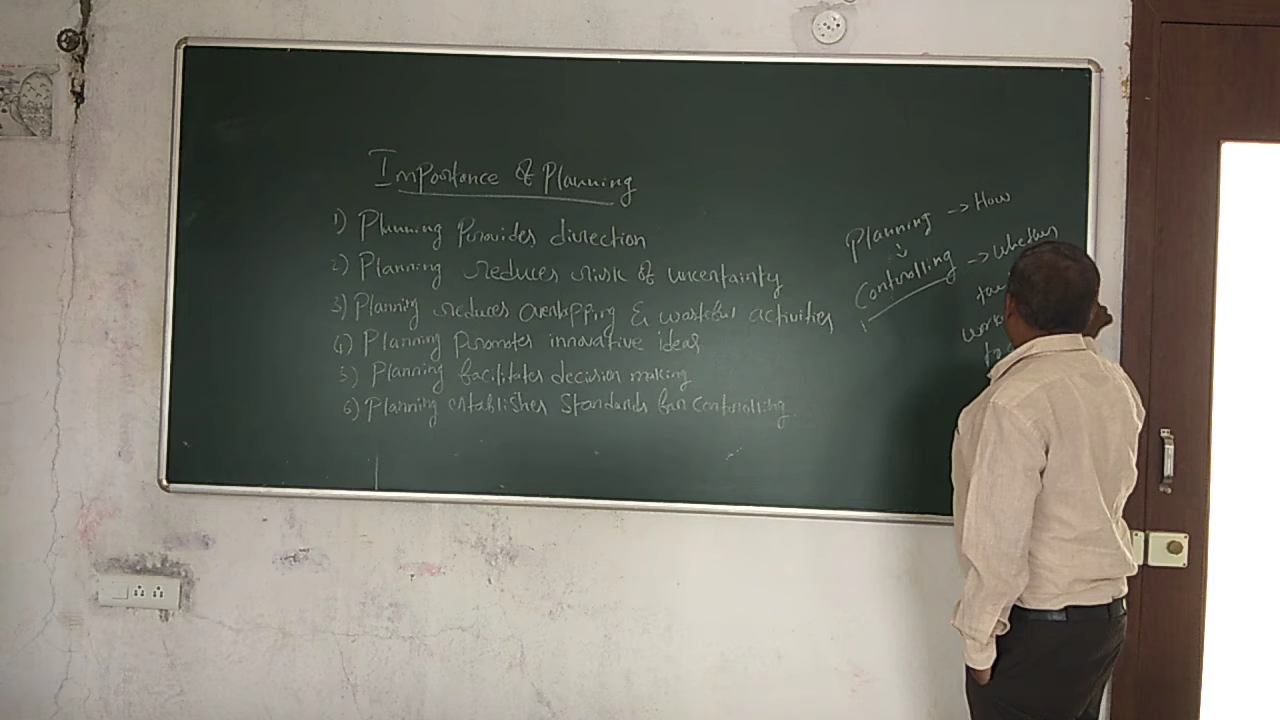 Importance of Planning
1) Planning Provides direction
2) Planning reduces risk of uncertainty
3) Planning reduces overlapping & wasteful activities
4) Planning Promotes innovative ideas
5) Planning facilitates decision making
6) Planning establishes Standards for Controlling.
Planning -> How
Controlling -> Whether